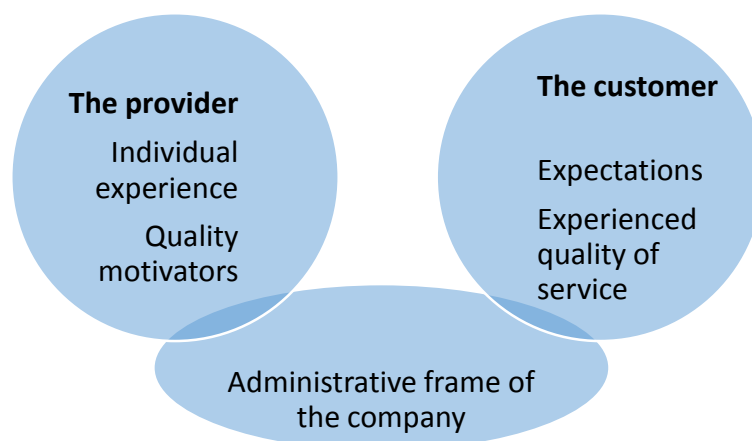 The provider
Individual
experience
Quality
motivators
The customer
Expectations
Experienced
quality of
service
Administrative frame of
the company